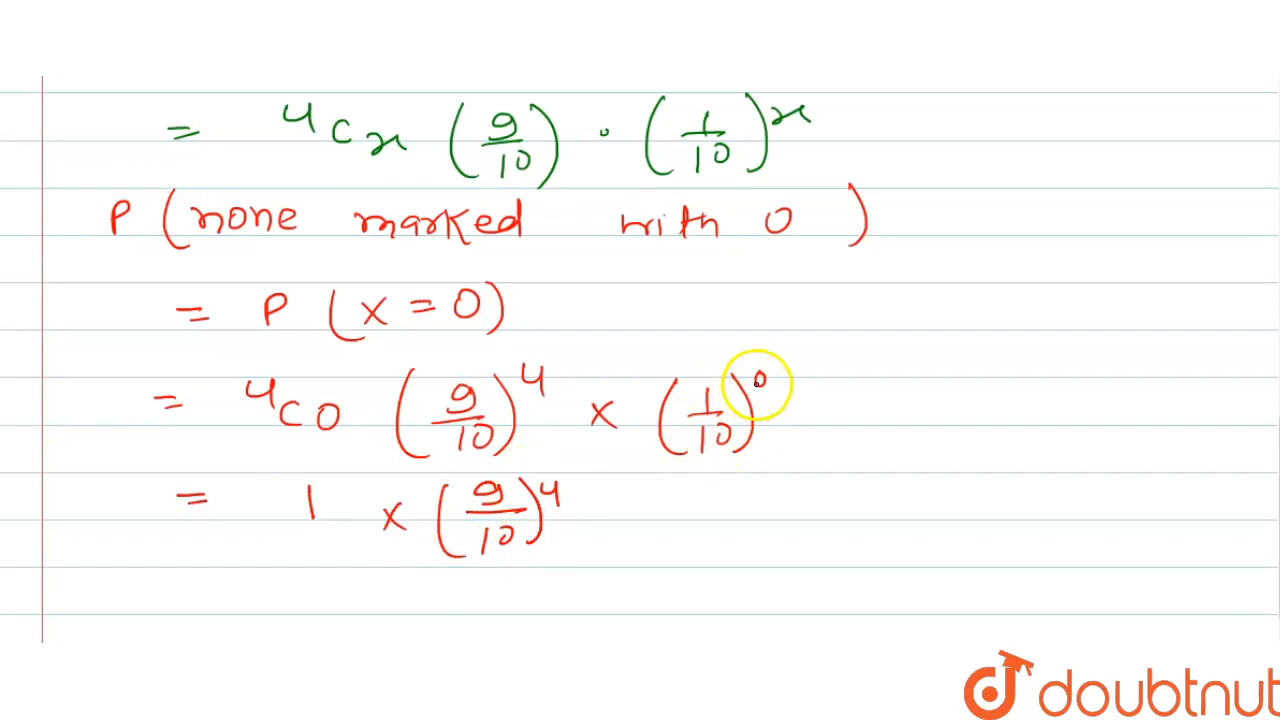 = ⁴Cₓ (9/10) · (1/10)ˣ
P (none marked with 0)
= P (x = 0)
= ⁴C0 (9/10)⁴ × (1/10)⁰
= 1 × (9/10)⁴
doubtnut